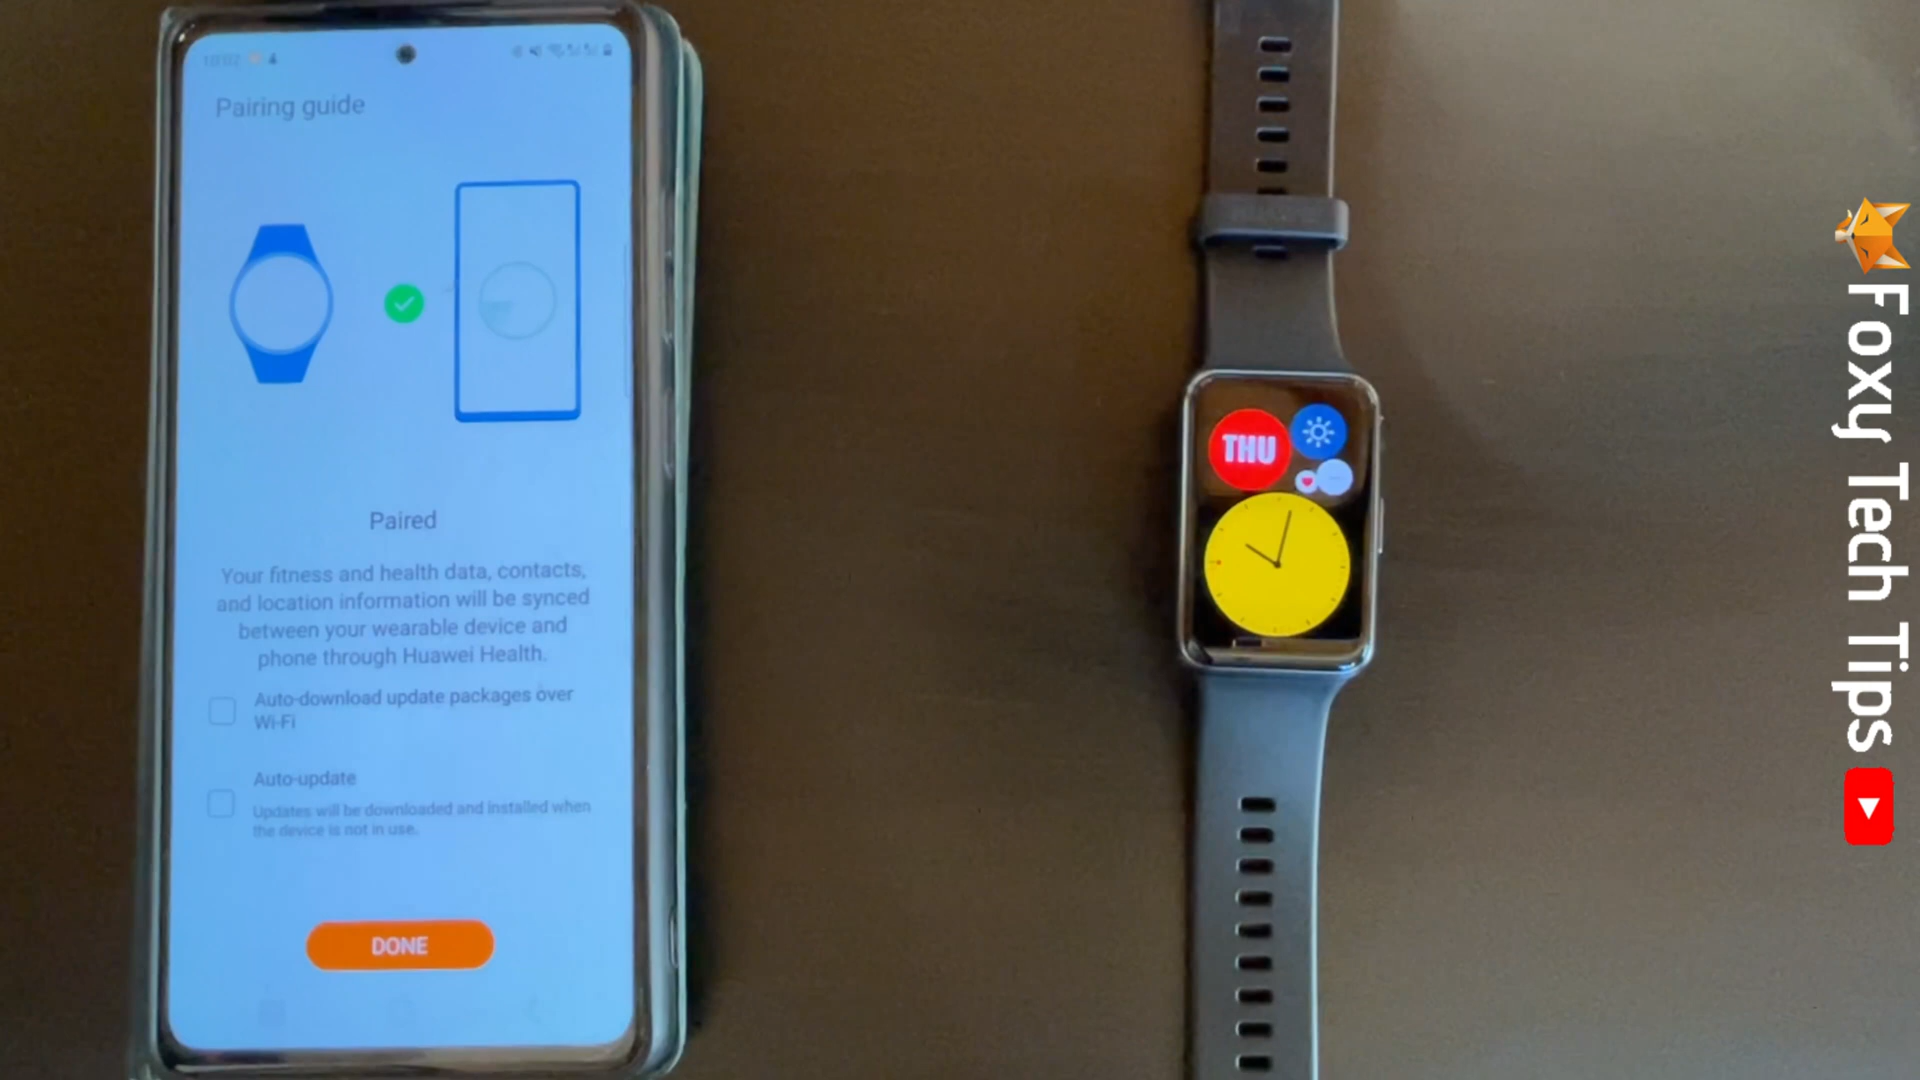 10:02
Pairing guide
Paired
Your fitness and health data, contacts,
and location information will be synced
between your wearable device and
phone through Huawei Health.
Auto-download update packages over
Wi-Fi
Auto-update
Updates will be downloaded and installed when
the device is not in use.
DONE
THU
Foxy Tech Tips